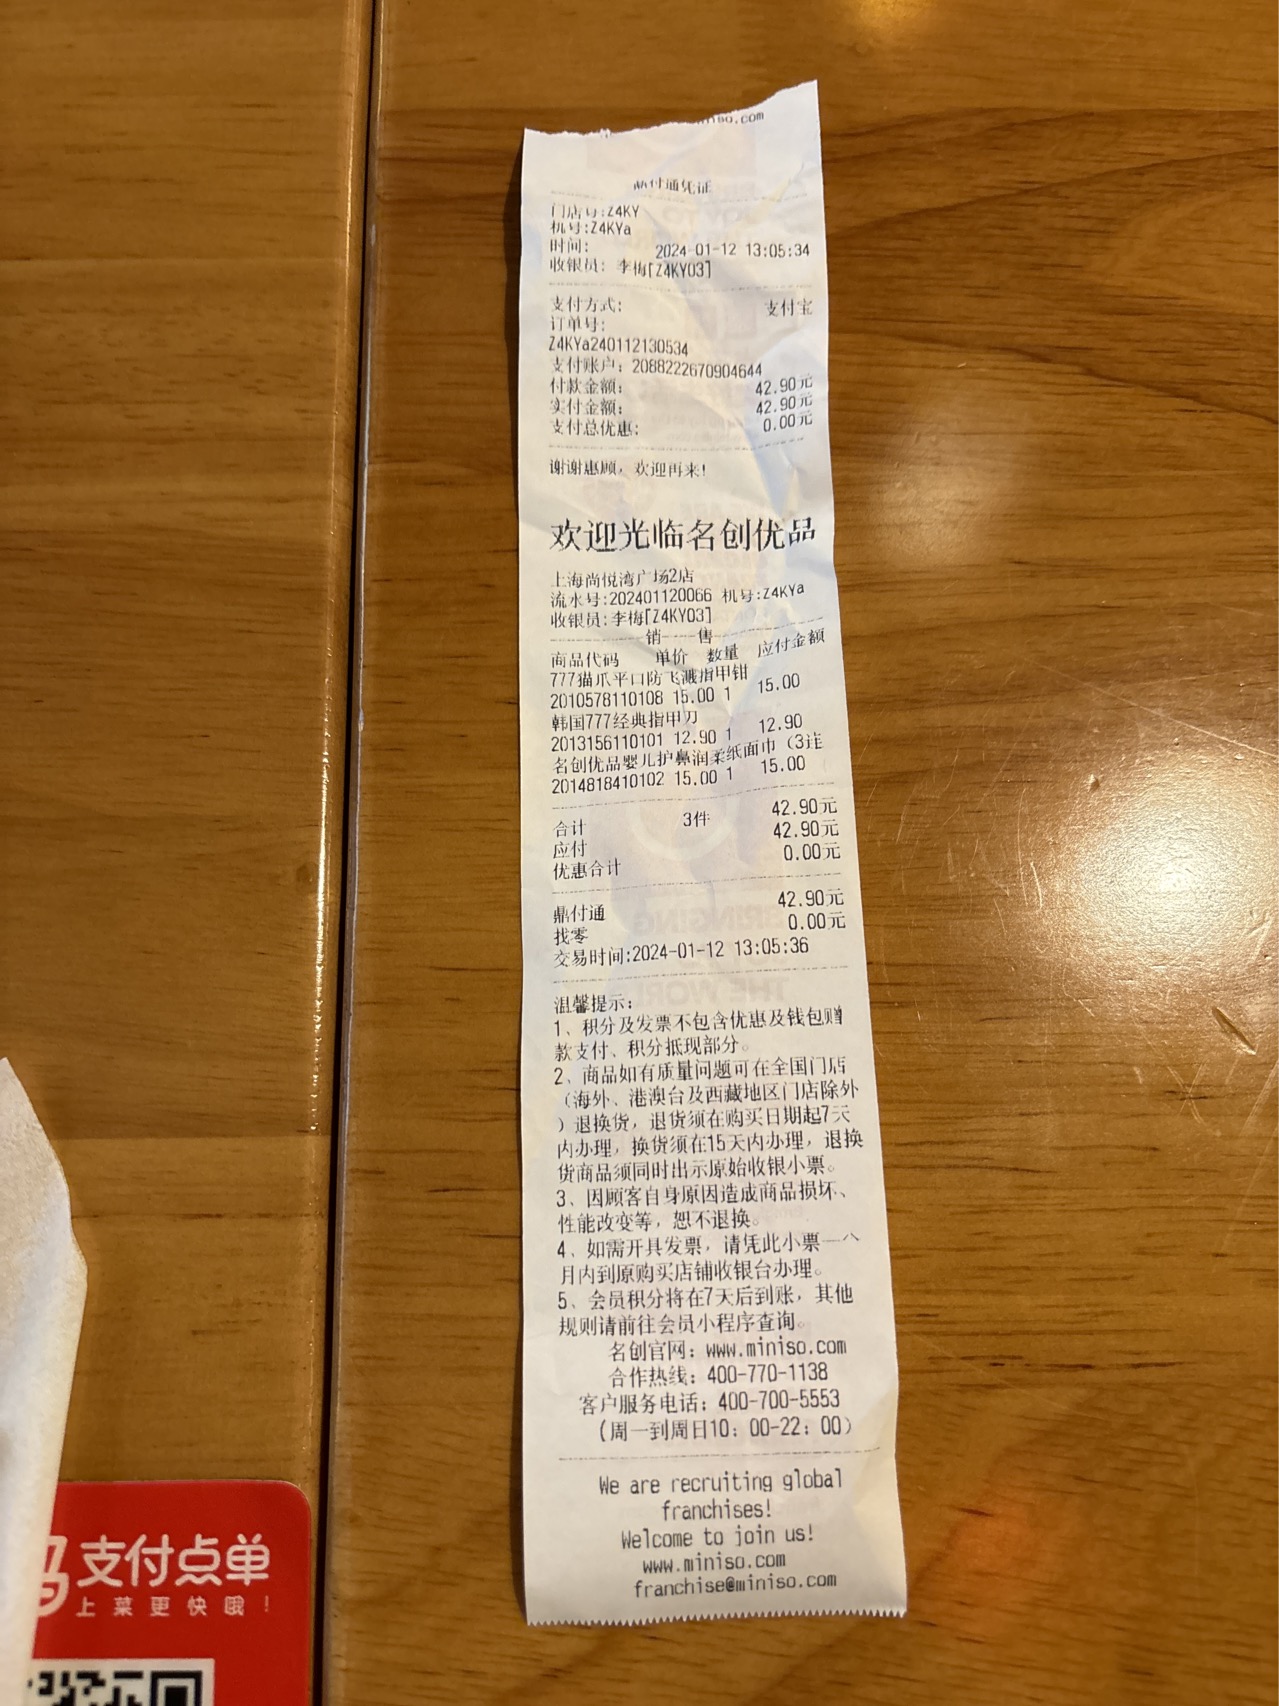 鼎付通凭证
门店号:Z4KY
机号:Z4KYa
时间: 2024-01-12 13:05:34
收银员: 李梅[Z4KY03]
支付方式: 支付宝
订单号:
Z4KYa240112130534
支付账户: 2088222670904644
付款金额: 42.90元
实付金额: 42.90元
支付总优惠: 0.00元
谢谢惠顾, 欢迎再来!
欢迎光临名创优品
上海尚悦湾广场2店
流水号:202401120066 机号:Z4KYa
收银员:李梅[Z4KY03]
销----售
商品代码 单价 数量 应付金额
777猫爪平口防飞溅指甲钳
2010578110108 15.00 1 15.00
韩国777经典指甲刀
2013156110101 12.90 1 12.90
名创优品婴儿护鼻润柔纸面巾（3连
2014818410102 15.00 1 15.00
合计 3件 42.90元
应付 42.90元
优惠合计 0.00元
鼎付通 42.90元
找零 0.00元
交易时间:2024-01-12 13:05:36
温馨提示:
1、积分及发票不包含优惠及钱包赠
款支付、积分抵现部分。
2、商品如有质量问题可在全国门店
（海外、港澳台及西藏地区门店除外
）退换货，退货须在购买日期起7天
内办理，换货须在15天内办理，退换
货商品须同时出示原始收银小票。
3、因顾客自身原因造成商品损坏、
性能改变等，恕不退换。
4、如需开具发票，请凭此小票一个
月内到原购买店铺收银台办理。
5、会员积分将在7天后到账，其他
规则请前往会员小程序查询。
名创官网: www.miniso.com
合作热线: 400-770-1138
客户服务电话: 400-700-5553
(周一到周日10: 00-22: 00)
We are recruiting global
franchises!
Welcome to join us!
www.miniso.com
franchise@miniso.com
支付点单
上菜更快哦！